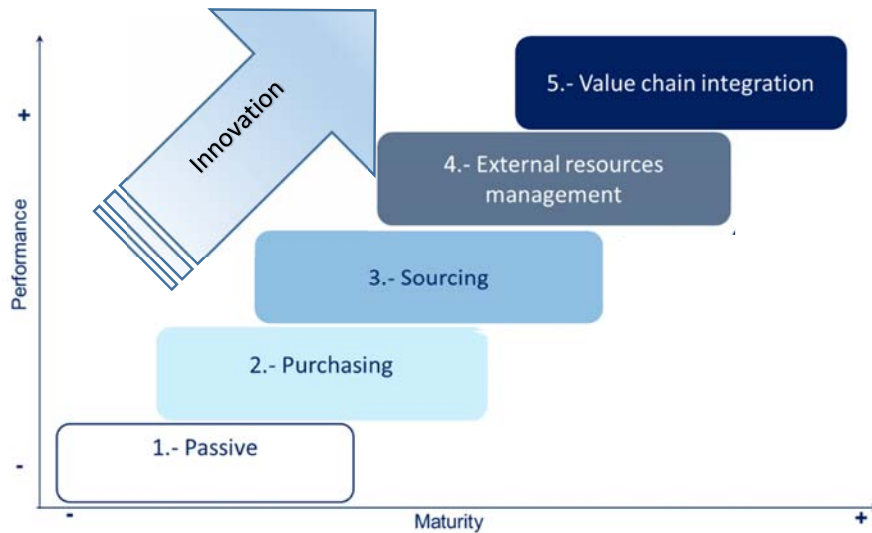 Innovation
5.- Value chain integration
+
4.- External resources
management
Performance
3.- Sourcing
2.- Purchasing
1.- Passive
-
-
Maturity
+